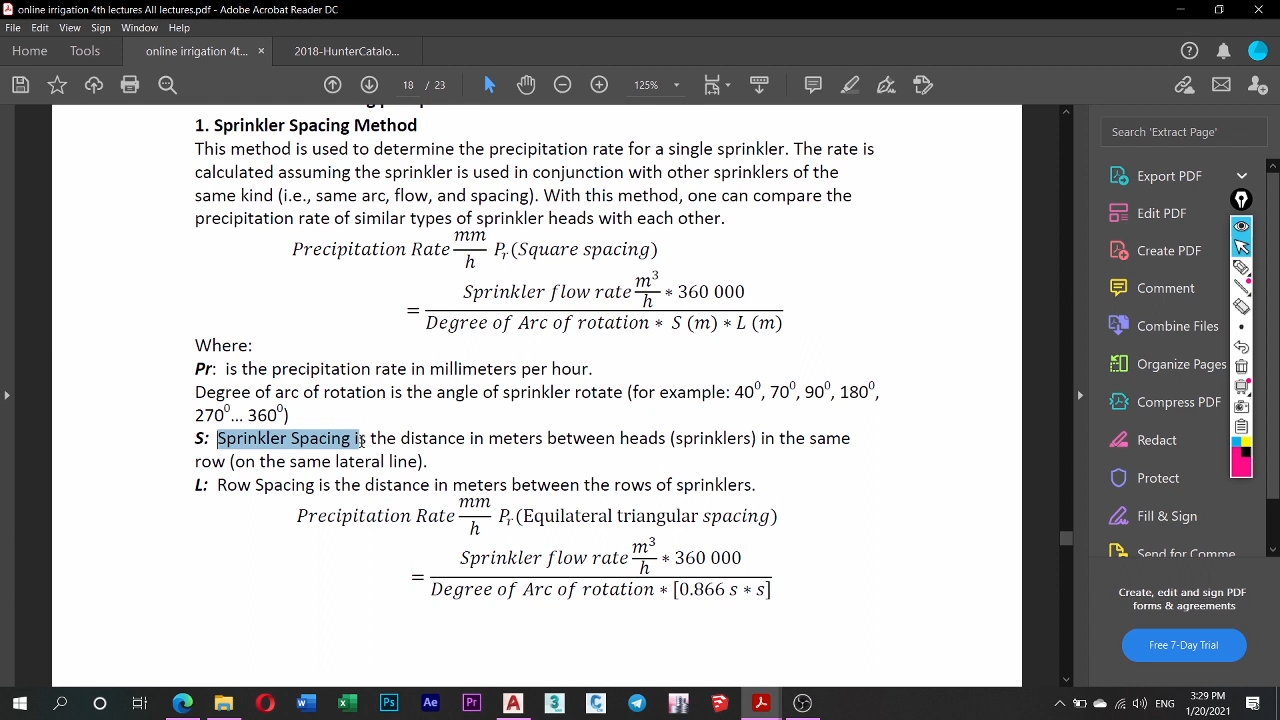 online irrigation 4th lectures All lectures.pdf - Adobe Acrobat Reader DC
File Edit View Sign Window Help
Home Tools online irrigation 4t... × 2018-HunterCatalo...
18 / 23 125%
1. Sprinkler Spacing Method
This method is used to determine the precipitation rate for a single sprinkler. The rate is
calculated assuming the sprinkler is used in conjunction with other sprinklers of the
same kind (i.e., same arc, flow, and spacing). With this method, one can compare the
precipitation rate of similar types of sprinkler heads with each other.
Precipitation Rate mm/h Pr(Square spacing)
= Sprinkler flow rate m³/h ∗ 360 000
Degree of Arc of rotation ∗ S (m) ∗ L (m)
Where:
Pr: is the precipitation rate in millimeters per hour.
Degree of arc of rotation is the angle of sprinkler rotate (for example: 40⁰, 70⁰, 90⁰, 180⁰,
270⁰... 360⁰)
S: Sprinkler Spacing is the distance in meters between heads (sprinklers) in the same
row (on the same lateral line).
L: Row Spacing is the distance in meters between the rows of sprinklers.
Precipitation Rate mm/h Pr(Equilateral triangular spacing)
= Sprinkler flow rate m³/h ∗ 360 000
Degree of Arc of rotation ∗ [0.866 s ∗ s]
Search 'Extract Page'
Export PDF
Edit PDF
Create PDF
Comment
Combine Files
Organize Pages
Compress PDF
Redact
Protect
Fill & Sign
Send for Comme
Create, edit and sign PDF
forms & agreements
Free 7-Day Trial
3:29 PM
1/20/2021